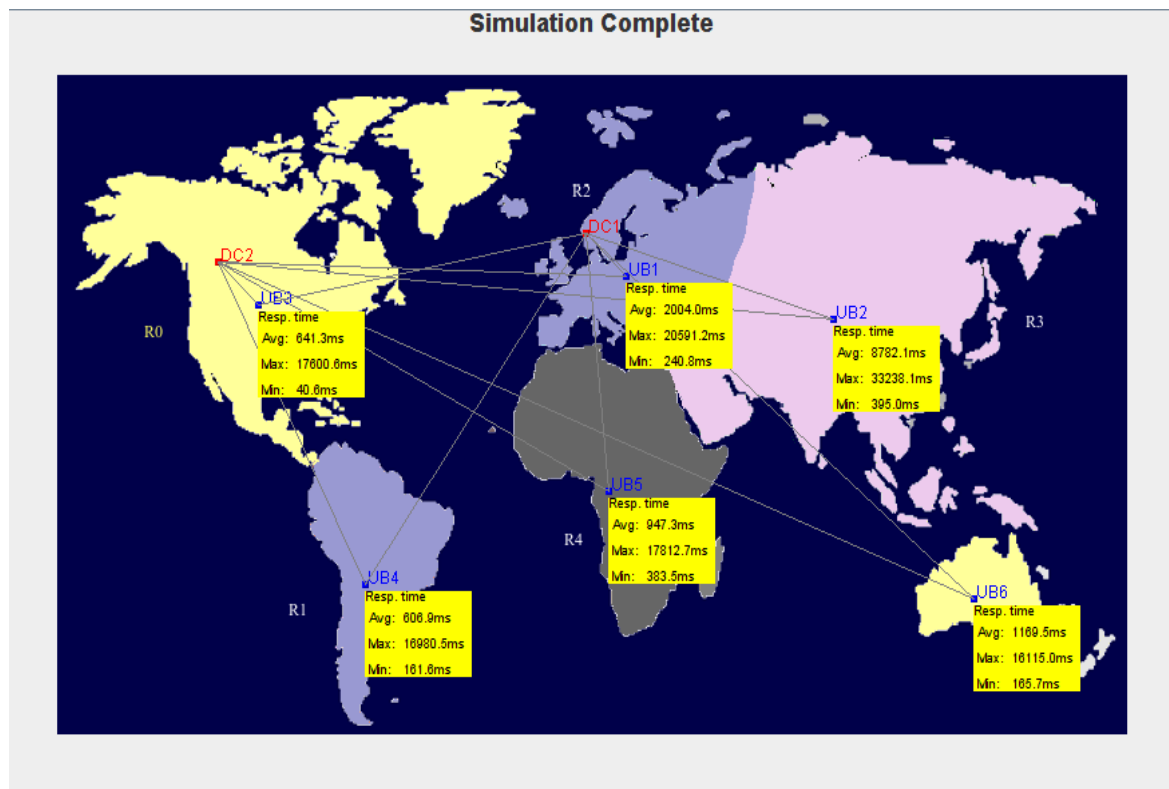 Simulation Complete
R2
DC1
DC2
UB1
Resp. time
Avg: 2004.0ms
Max: 20591.2ms
Min: 240.8ms
UB3
Resp. time
Avg: 641.3ms
Max: 17600.6ms
Min: 40.6ms
UB2
Resp. time
Avg: 8782.1ms
Max: 33238.1ms
Min: 395.0ms
R0
R3
UB5
Resp. time
Avg: 947.3ms
Max: 17812.7ms
Min: 383.5ms
R4
UB4
Resp. time
Avg: 606.9ms
Max: 16980.5ms
Min: 161.6ms
R1
UB6
Resp. time
Avg: 1169.5ms
Max: 16115.0ms
Min: 165.7ms